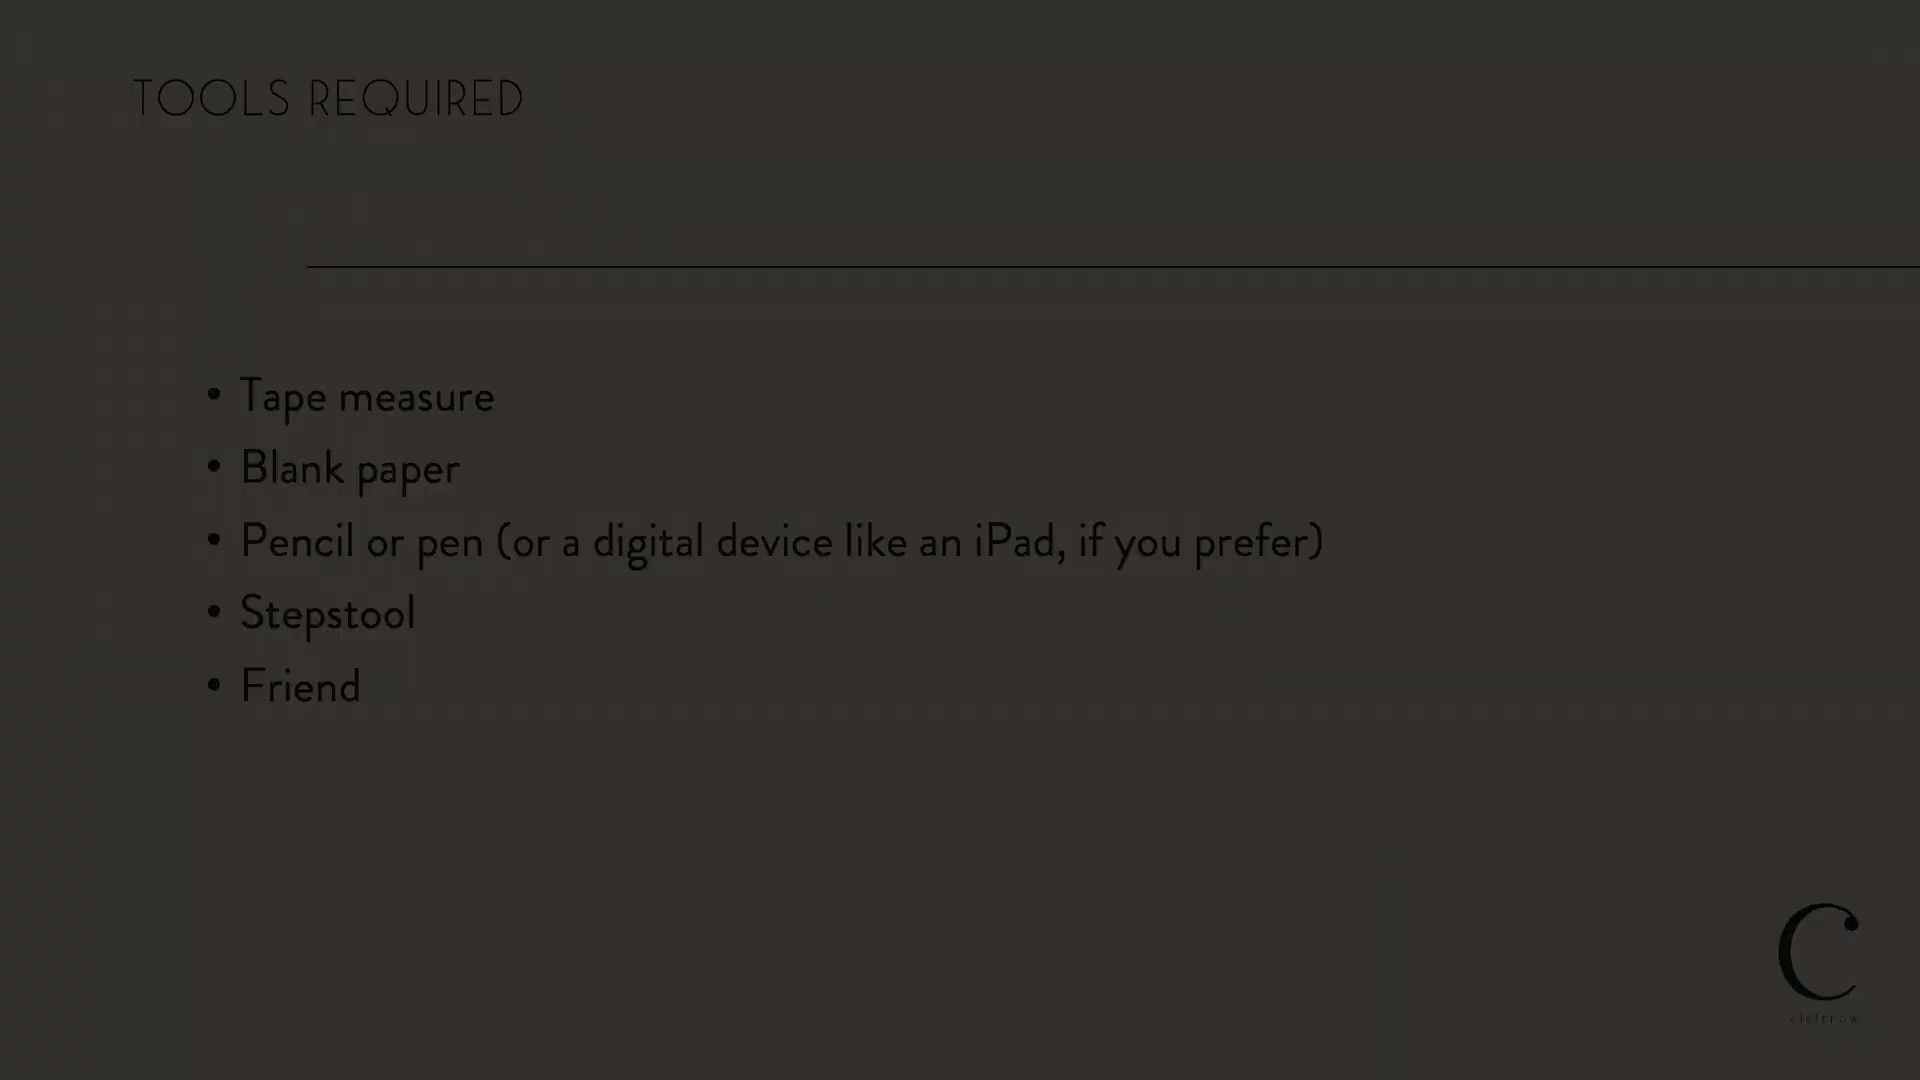 TOOLS REQUIRED
• Tape measure
• Blank paper
• Pencil or pen (or a digital device like an iPad, if you prefer)
• Stepstool
• Friend
C
clairrow